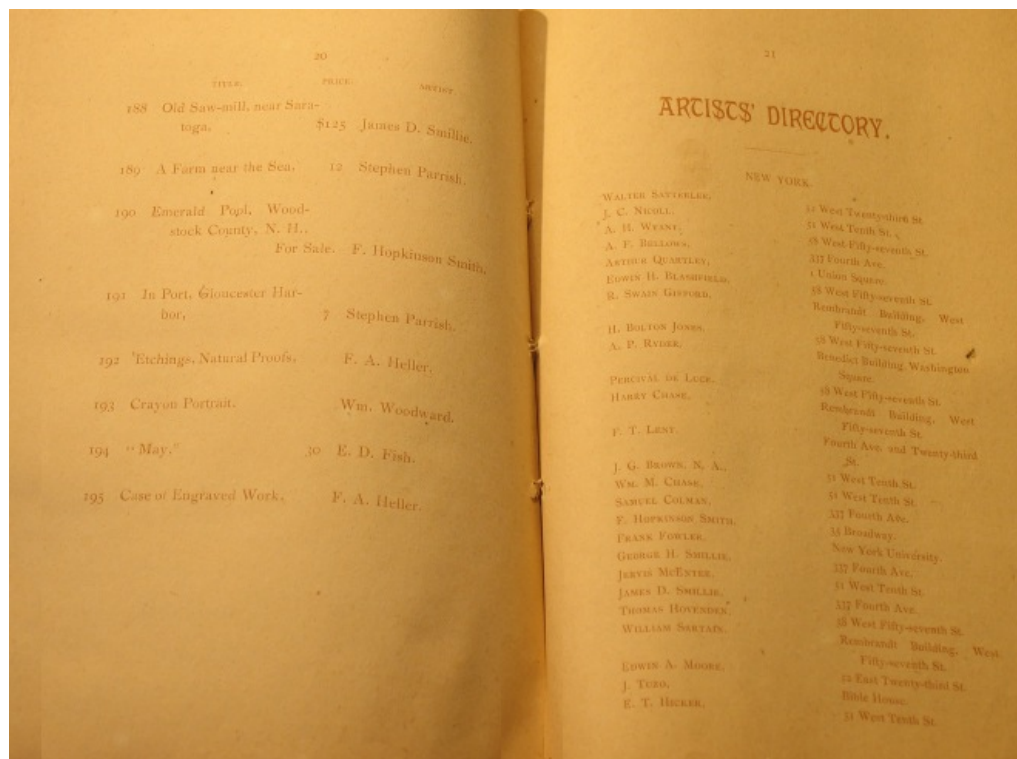 20
TITLE. PRICE. ARTIST.
188 Old Saw-mill, near Sara-
toga, $125 James D. Smillie.
189 A Farm near the Sea, 12 Stephen Parrish,
190 Emerald Popl, Wood-
stock County, N. H.,
For Sale. F. Hopkinson Smith,
191 In Port, Gloucester Har-
bor, 7 Stephen Parrish.
192 Etchings, Natural Proofs, F. A. Heller.
193 Crayon Portrait, Wm. Woodward.
194 "May," 30 E. D. Fish.
195 Case of Engraved Work, F. A. Heller.
21
ARTISTS' DIRECTORY.
NEW YORK.
WALTER SATTERLEE, 52 West Twenty-third St.
J. C. NICOLL, 51 West Tenth St.
A. H. WYANT, 58 West Fifty-seventh St.
A. F. BELLOWS, 337 Fourth Ave.
ARTHUR QUARTLEY, 1 Union Square.
EDWIN H. BLASHFIELD, 58 West Fifty-seventh St.
R. SWAIN GIFFORD, Rembrandt Building, West
Fifty-seventh St.
H. BOLTON JONES, 58 West Fifty-seventh St.
A. P. RYDER, Benedict Building, Washington
Square.
PERCIVAL DE LUCE, 58 West Fifty-seventh St.
HARRY CHASE, Rembrandt Building, West
Fifty-seventh St.
F. T. LENT, Fourth Ave. and Twenty-third
St.
J. G. BROWN, N. A., 51 West Tenth St.
WM. M. CHASE, 51 West Tenth St.
SAMUEL COLMAN, 337 Fourth Ave.
F. HOPKINSON SMITH, 35 Broadway.
FRANK FOWLER, New York University.
GEORGE H. SMILLIE, 337 Fourth Ave.
JERVIS MCENTEE, 51 West Tenth St.
JAMES D. SMILLIE, 337 Fourth Ave.
THOMAS HOVENDEN, 58 West Fifty-seventh St.
WILLIAM SARTAIN, Rembrandt Building, West
Fifty-seventh St.
EDWIN A. MOORE, 52 East Twenty-third St.
J. TUZO, Bible House.
E. T. HECKER, 51 West Tenth St.